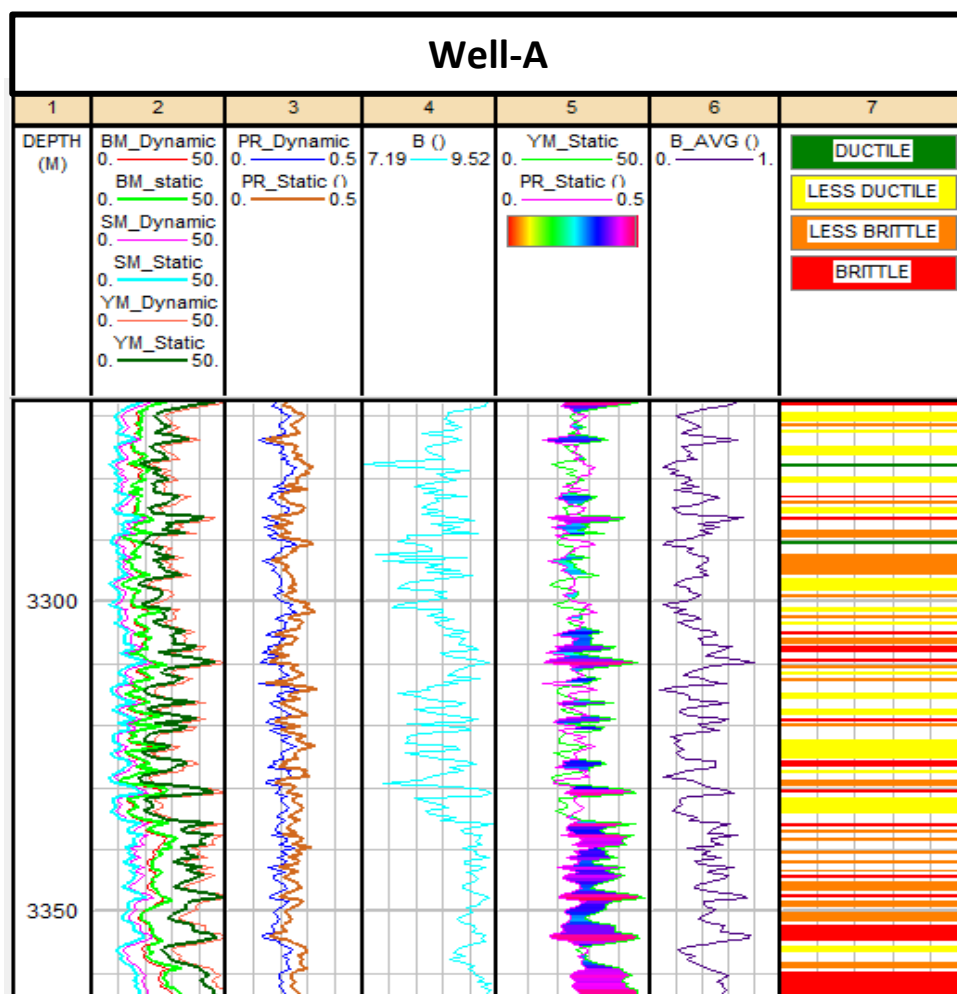 Well-A
1 2 3 4 5 6 7
DEPTH
(M)
BM_Dynamic
0. 50.
BM_static
0. 50.
SM_Dynamic
0. 50.
SM_Static
0. 50.
YM_Dynamic
0. 50.
YM_Static
0. 50.
PR_Dynamic
0. 0.5
PR_Static ()
0. 0.5
B ()
7.19 9.52
YM_Static
0. 50.
PR_Static ()
0. 0.5
B_AVG ()
0. 1.
DUCTILE
LESS DUCTILE
LESS BRITTLE
BRITTLE
3300
3350